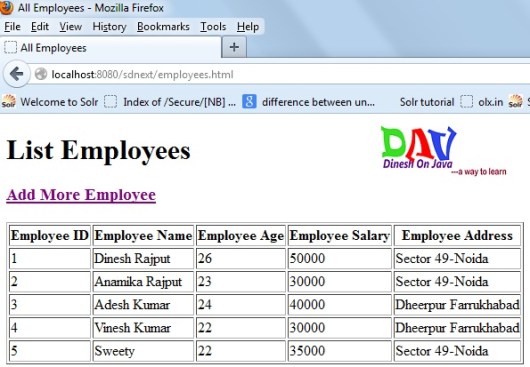 All Employees - Mozilla Firefox
File Edit View History Bookmarks Tools Help
All Employees +
localhost:8080/sdnext/employees.html
Solr Welcome to Solr Index of /Secure/[NB] ... 8 difference between un... Solr tutorial olx.in Solr S
List Employees
DAV
Dinesh On Java
---a way to learn
Add More Employee
Employee ID Employee Name Employee Age Employee Salary Employee Address
1 Dinesh Rajput 26 50000 Sector 49-Noida
2 Anamika Rajput 23 30000 Sector 49-Noida
3 Adesh Kumar 24 40000 Dheerpur Farrukhabad
4 Vinesh Kumar 22 30000 Dheerpur Farrukhabad
5 Sweety 22 35000 Sector 49-Noida